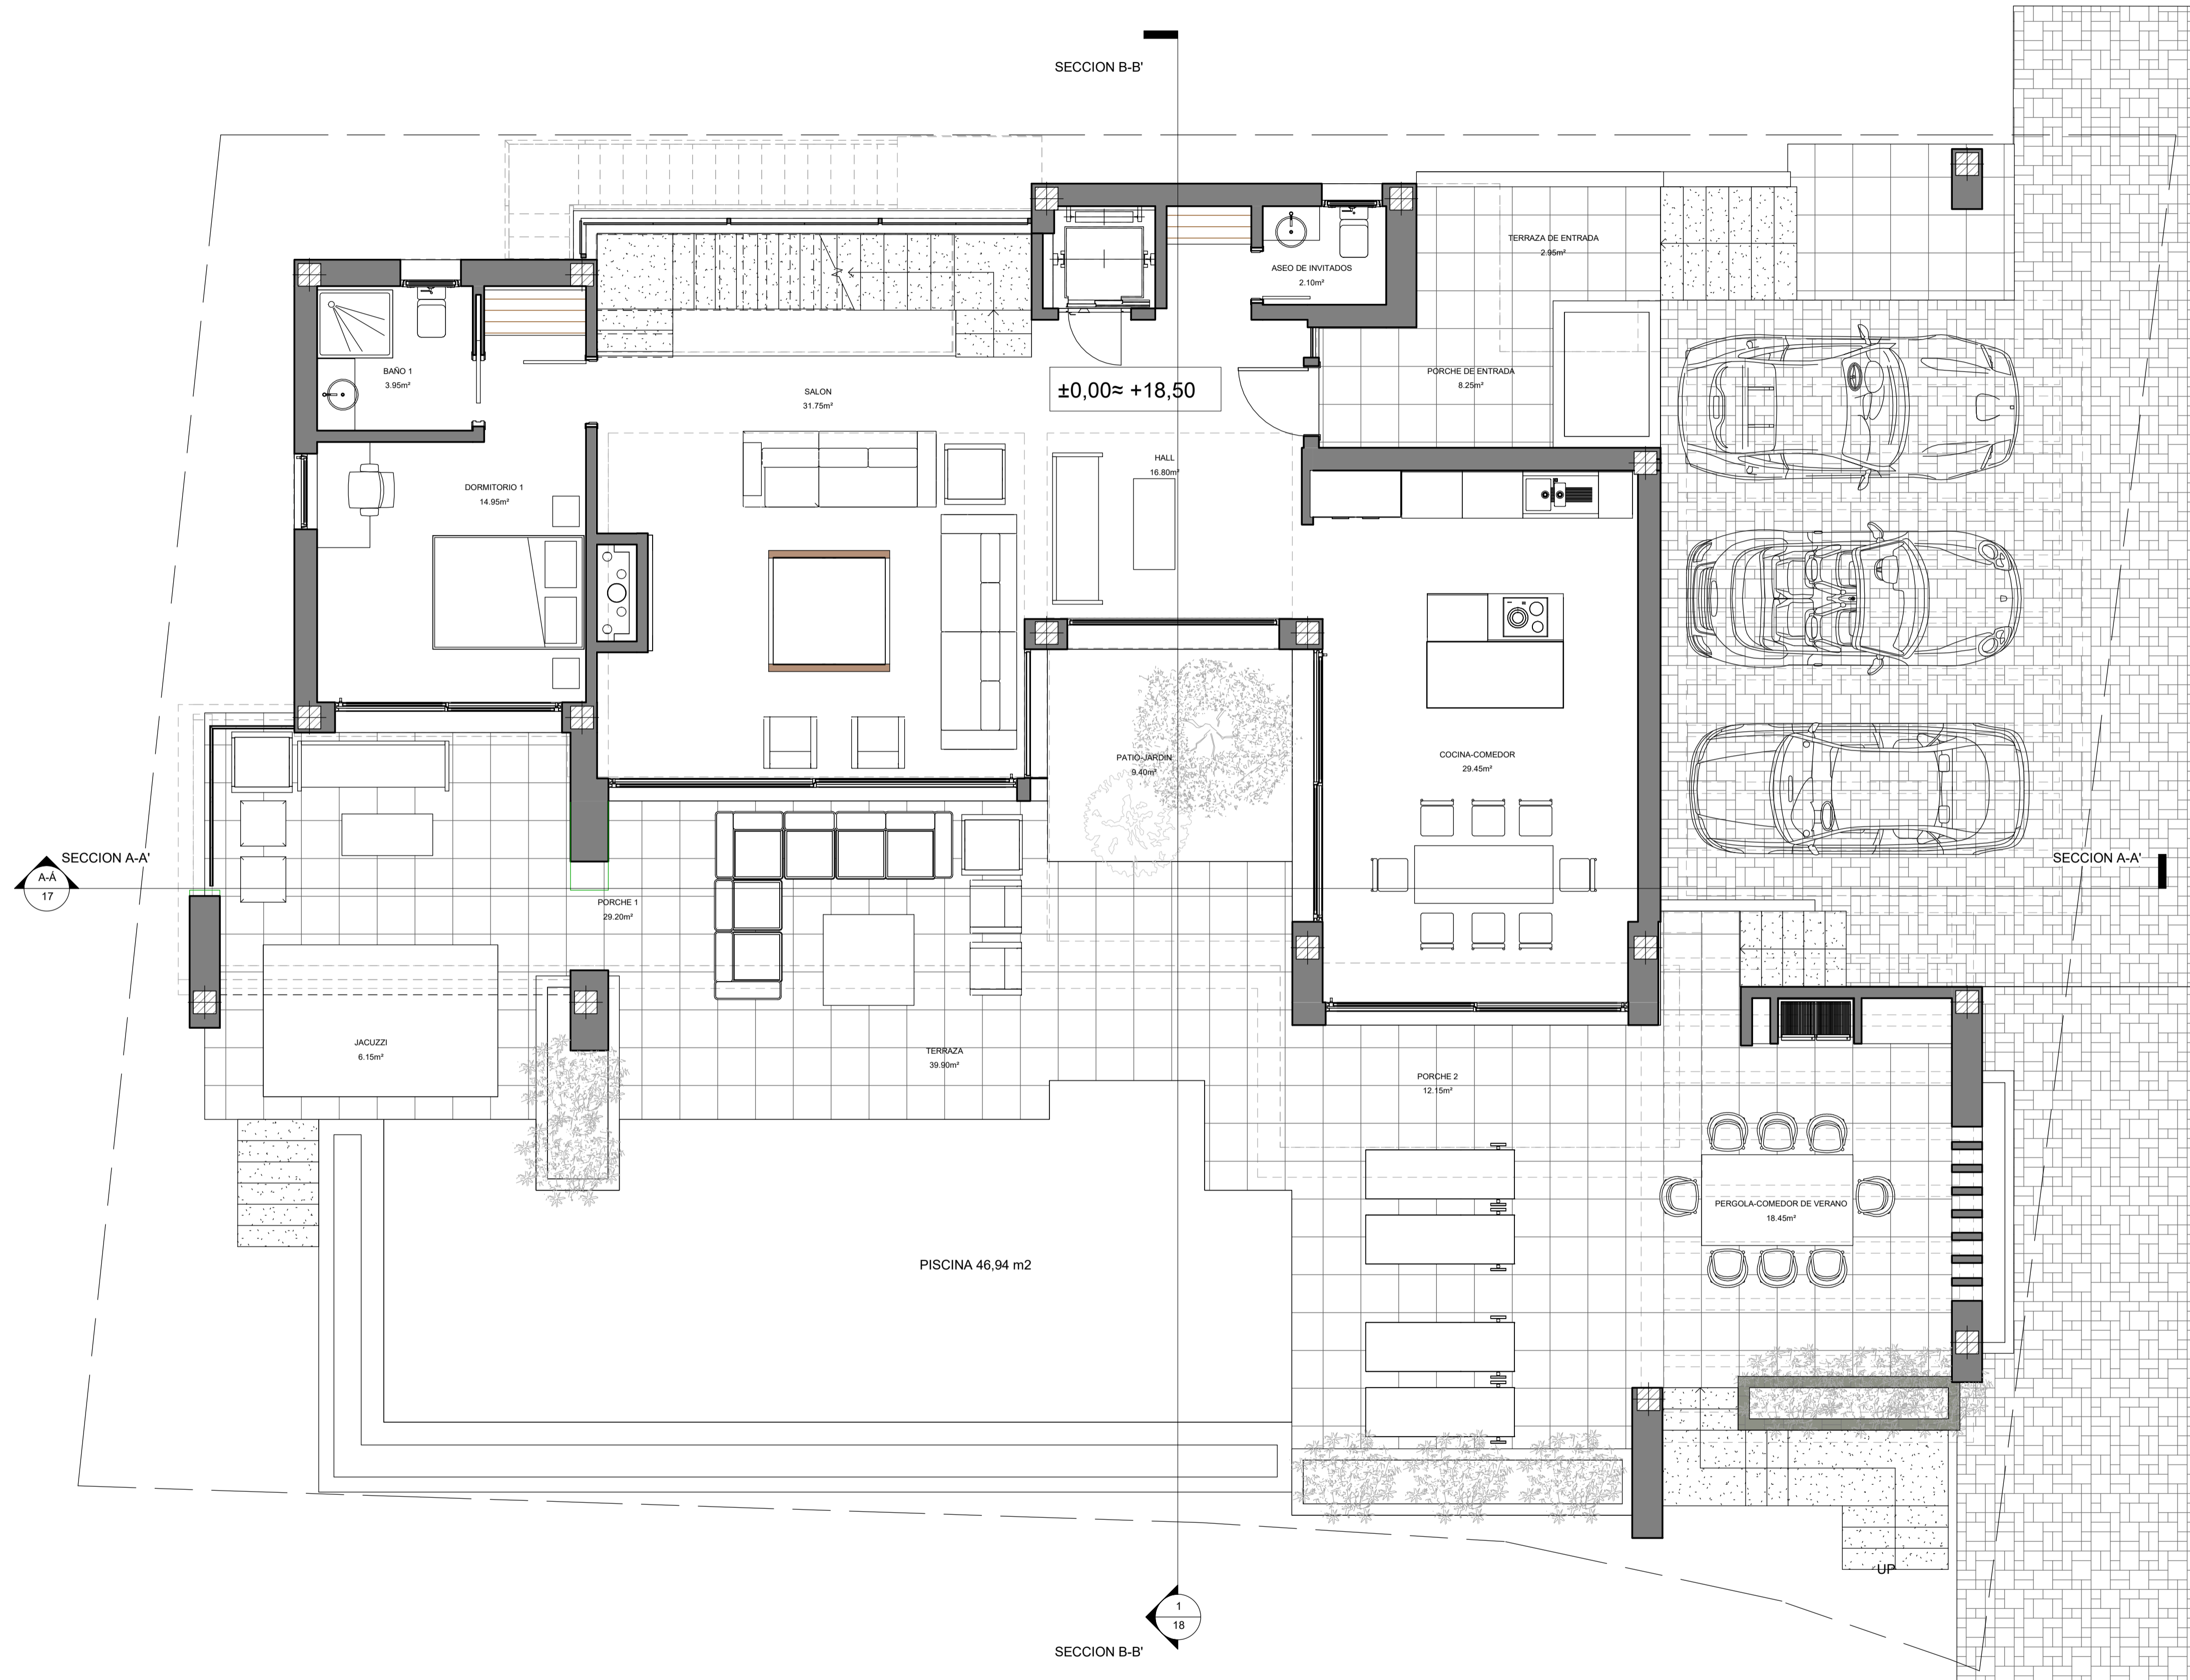 SECCION B-B'
TERRAZA DE ENTRADA
2.95m²
ASEO DE INVITADOS
2.10m²
BAÑO 1
3.95m²
SALON
31.75m²
±0,00≈ +18,50
PORCHE DE ENTRADA
8.25m²
HALL
16.80m²
DORMITORIO 1
14.95m²
PATIO-JARDIN
9.40m²
COCINA-COMEDOR
29.45m²
SECCION A-A'
A-Á
17
SECCION A-A'
PORCHE 1
29.20m²
JACUZZI
6.15m²
TERRAZA
39.90m²
PORCHE 2
12.15m²
PERGOLA-COMEDOR DE VERANO
18.45m²
PISCINA 46,94 m2
UP
1
18
SECCION B-B'